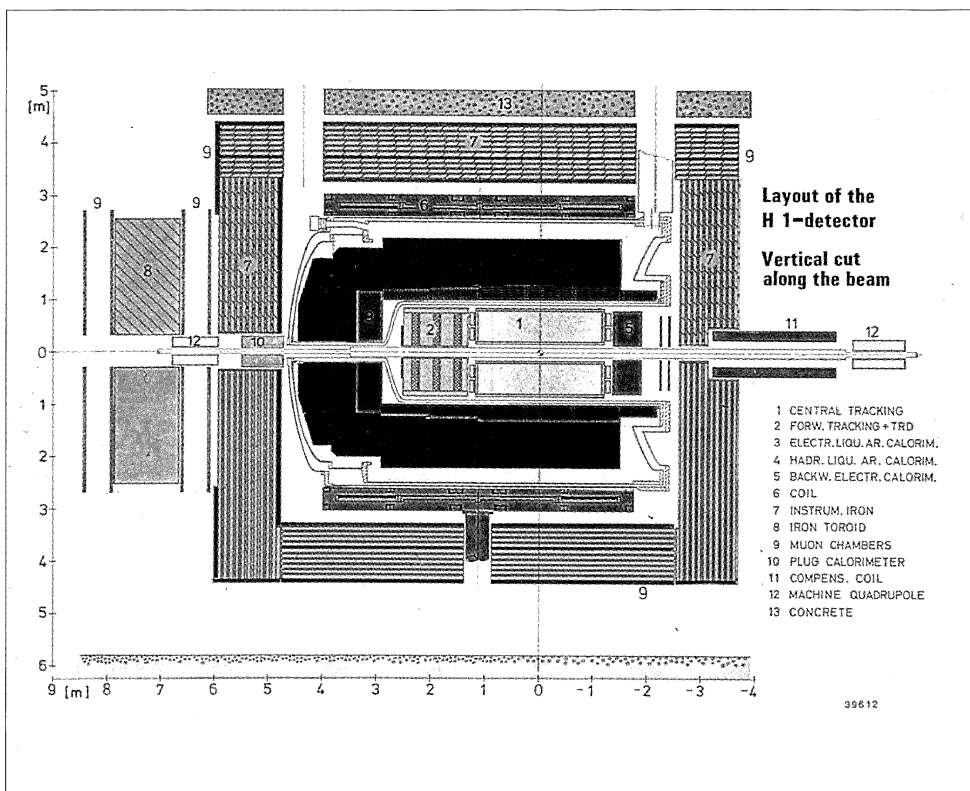 5
[m]
4
3
2
1
0
1
2
3
4
5
6
13
7
9
9
6
9
9
8
7
7
3
2
1
5
12
10
11
12
9
Layout of the
H 1-detector
Vertical cut
along the beam
1 CENTRAL TRACKING
2 FORW. TRACKING + TRD
3 ELECTR. LIQU. AR. CALORIM.
4 HADR. LIQU. AR. CALORIM.
5 BACKW. ELECTR. CALORIM.
6 COIL
7 INSTRUM. IRON
8 IRON TOROID
9 MUON CHAMBERS
10 PLUG CALORIMETER
11 COMPENS. COIL
12 MACHINE QUADRUPOLE
13 CONCRETE
9 [m] 8 7 6 5 4 3 2 1 0 -1 -2 -3 -4
39612